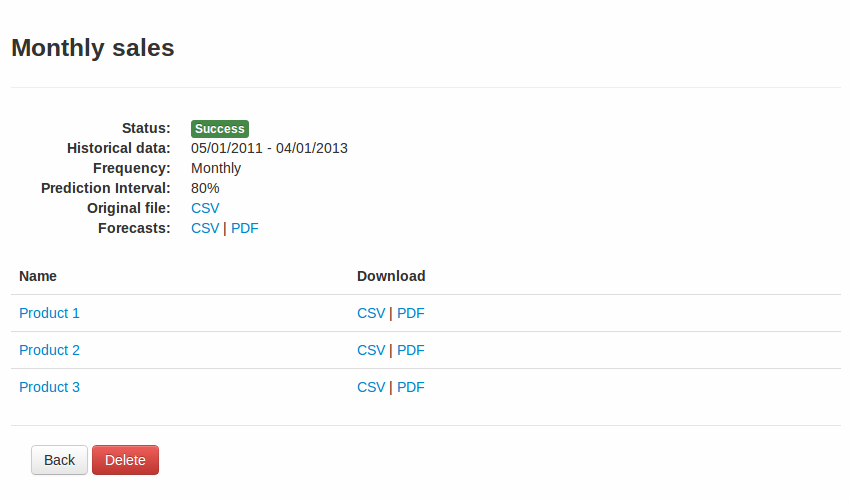 Monthly sales
Status: Success
Historical data: 05/01/2011 - 04/01/2013
Frequency: Monthly
Prediction Interval: 80%
Original file: CSV
Forecasts: CSV | PDF
Name Download
Product 1 CSV | PDF
Product 2 CSV | PDF
Product 3 CSV | PDF
Back Delete